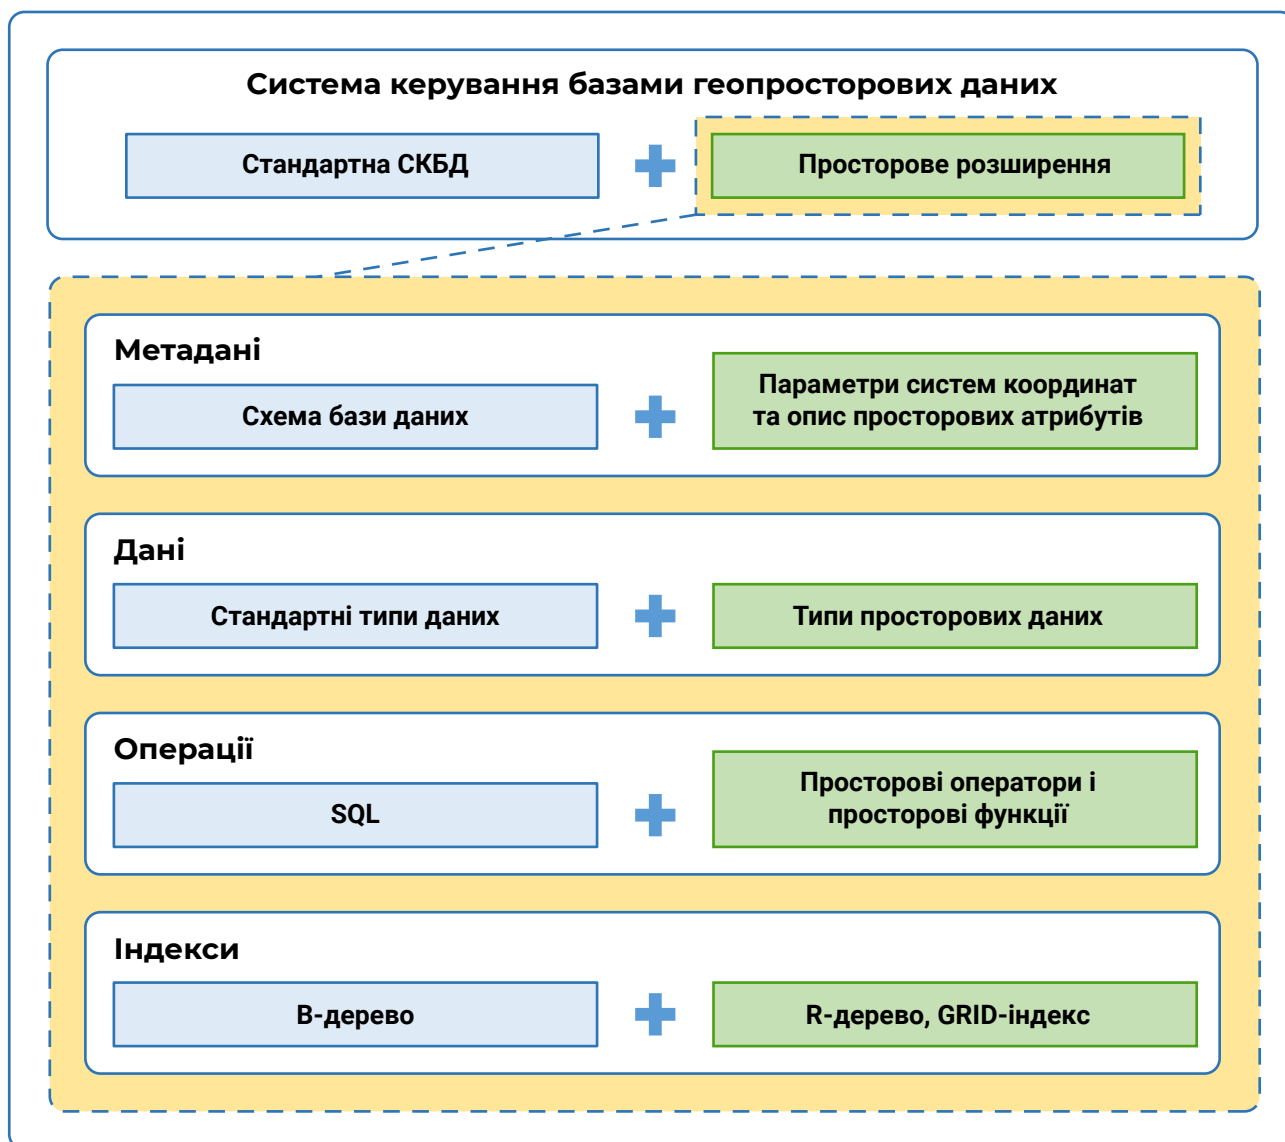 Система керування базами геопросторових даних
Стандартна СКБД
Просторове розширення
Метадані
Схема бази даних
Параметри систем координат
та опис просторових атрибутів
Дані
Стандартні типи даних
Типи просторових даних
Операції
SQL
Просторові оператори і
просторові функції
Індекси
В-дерево
R-дерево, GRID-індекс